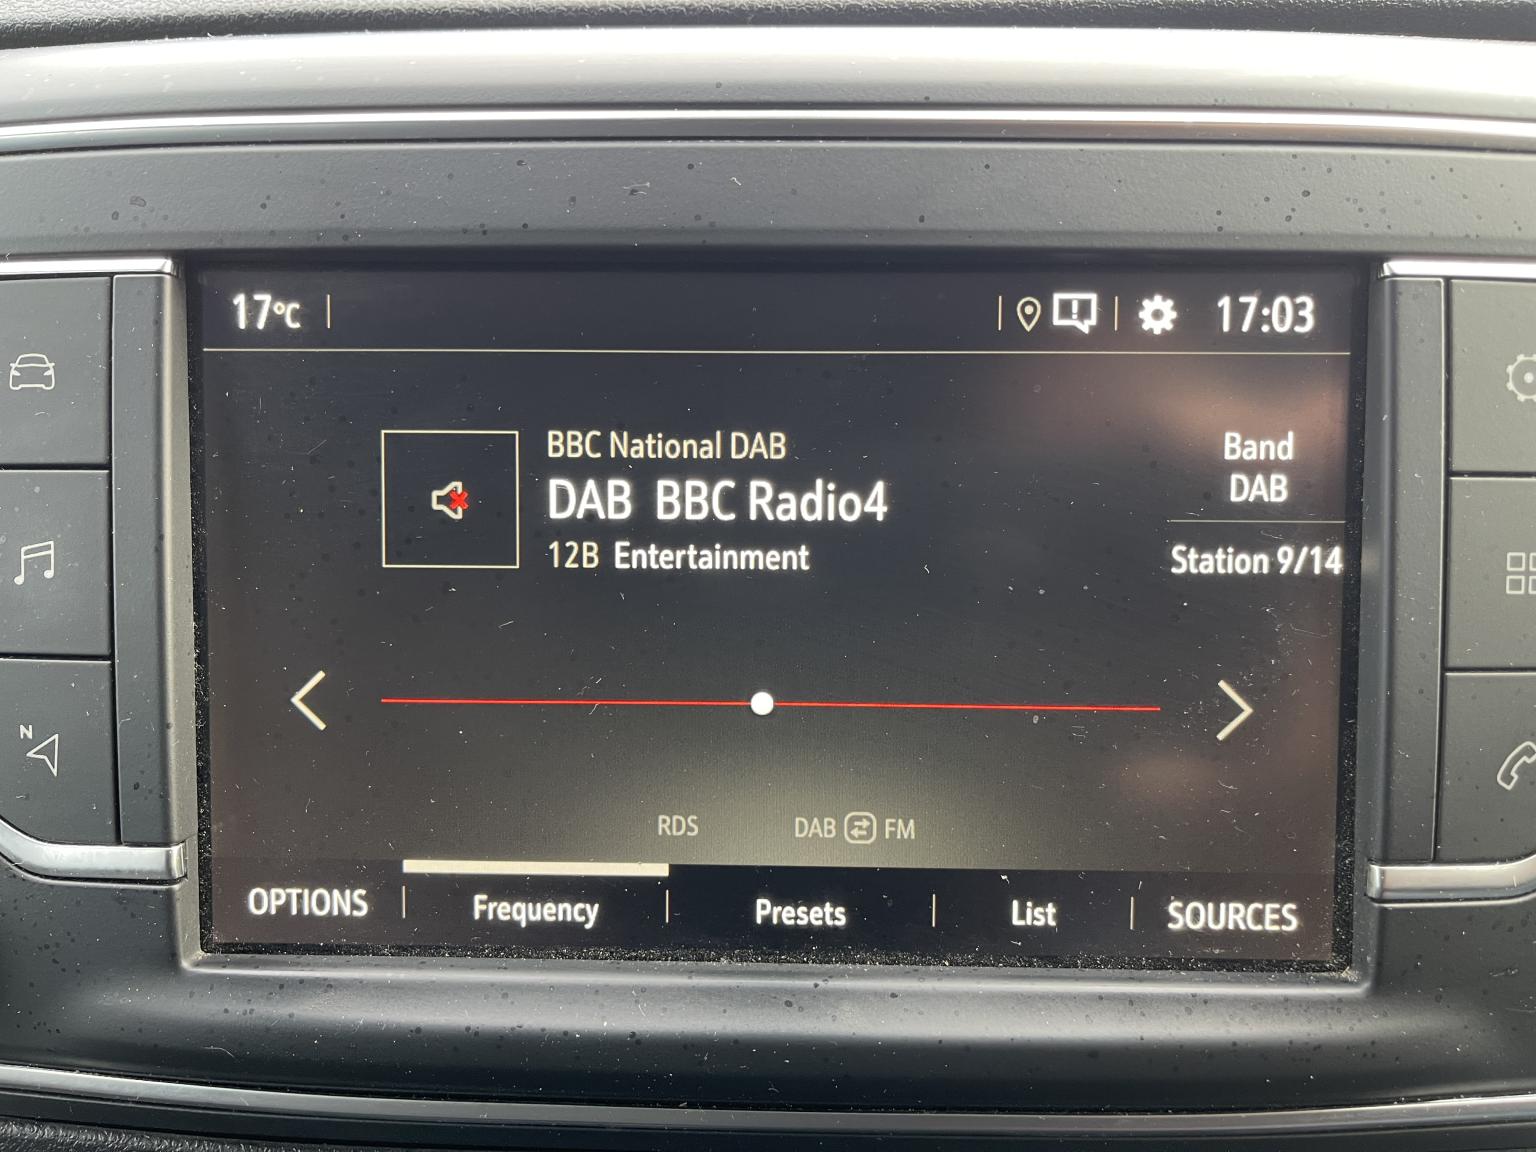 17°C
17:03
BBC National DAB
DAB BBC Radio4
12B Entertainment
Band
DAB
Station 9/14
N
RDS
DAB FM
OPTIONS
Frequency
Presets
List
SOURCES